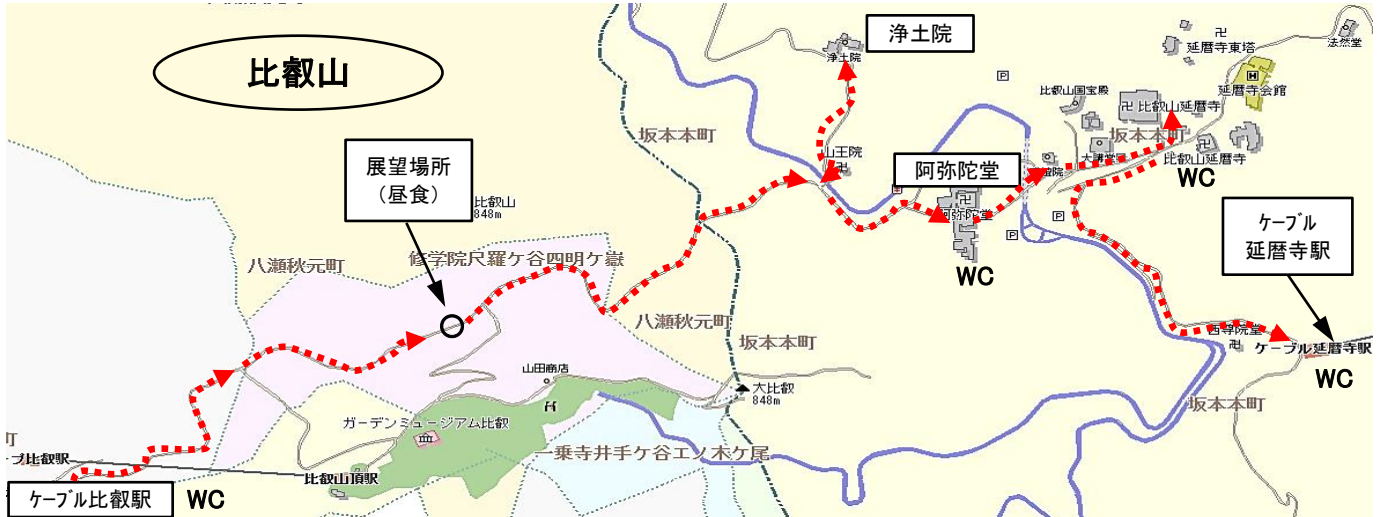 比叡山
浄土院
浄土院
卍
延暦寺東塔
法然堂
P
H
延暦寺会館
比叡山国宝殿
卍 比叡山延暦寺
坂本本町
坂本本町
山王院
卍
大講堂
卍
比叡山延暦寺
WC
展望場所
(昼食)
阿弥陀堂
卍
阿弥陀堂
比叡山
848m
P
P
WC
ケーブル
延暦寺駅
八瀬秋元町
修学院尺羅ケ谷四明ケ嶽
八瀬秋元町
坂本本町
西尊院堂
卍
ケーブル延暦寺駅
WC
山田商店
大比叡
848m
坂本本町
ガーデンミュージアム比叡
一乗寺井手ケ谷エノ木ケ尾
町
ーブル比叡駅
比叡山頂駅
ケーブル比叡駅
WC